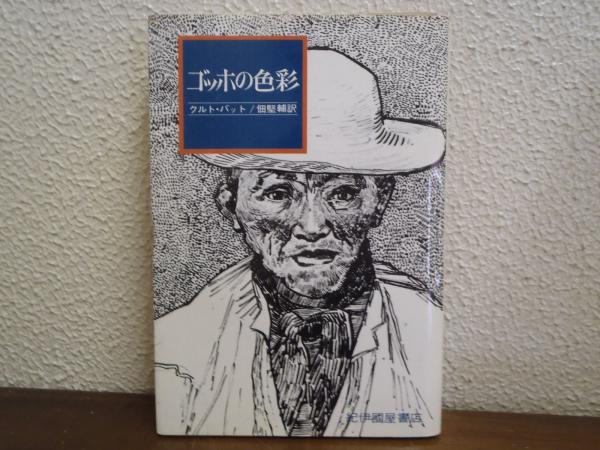 ゴッホの色彩
クルト・バット/佃堅輔訳
紀伊國屋書店